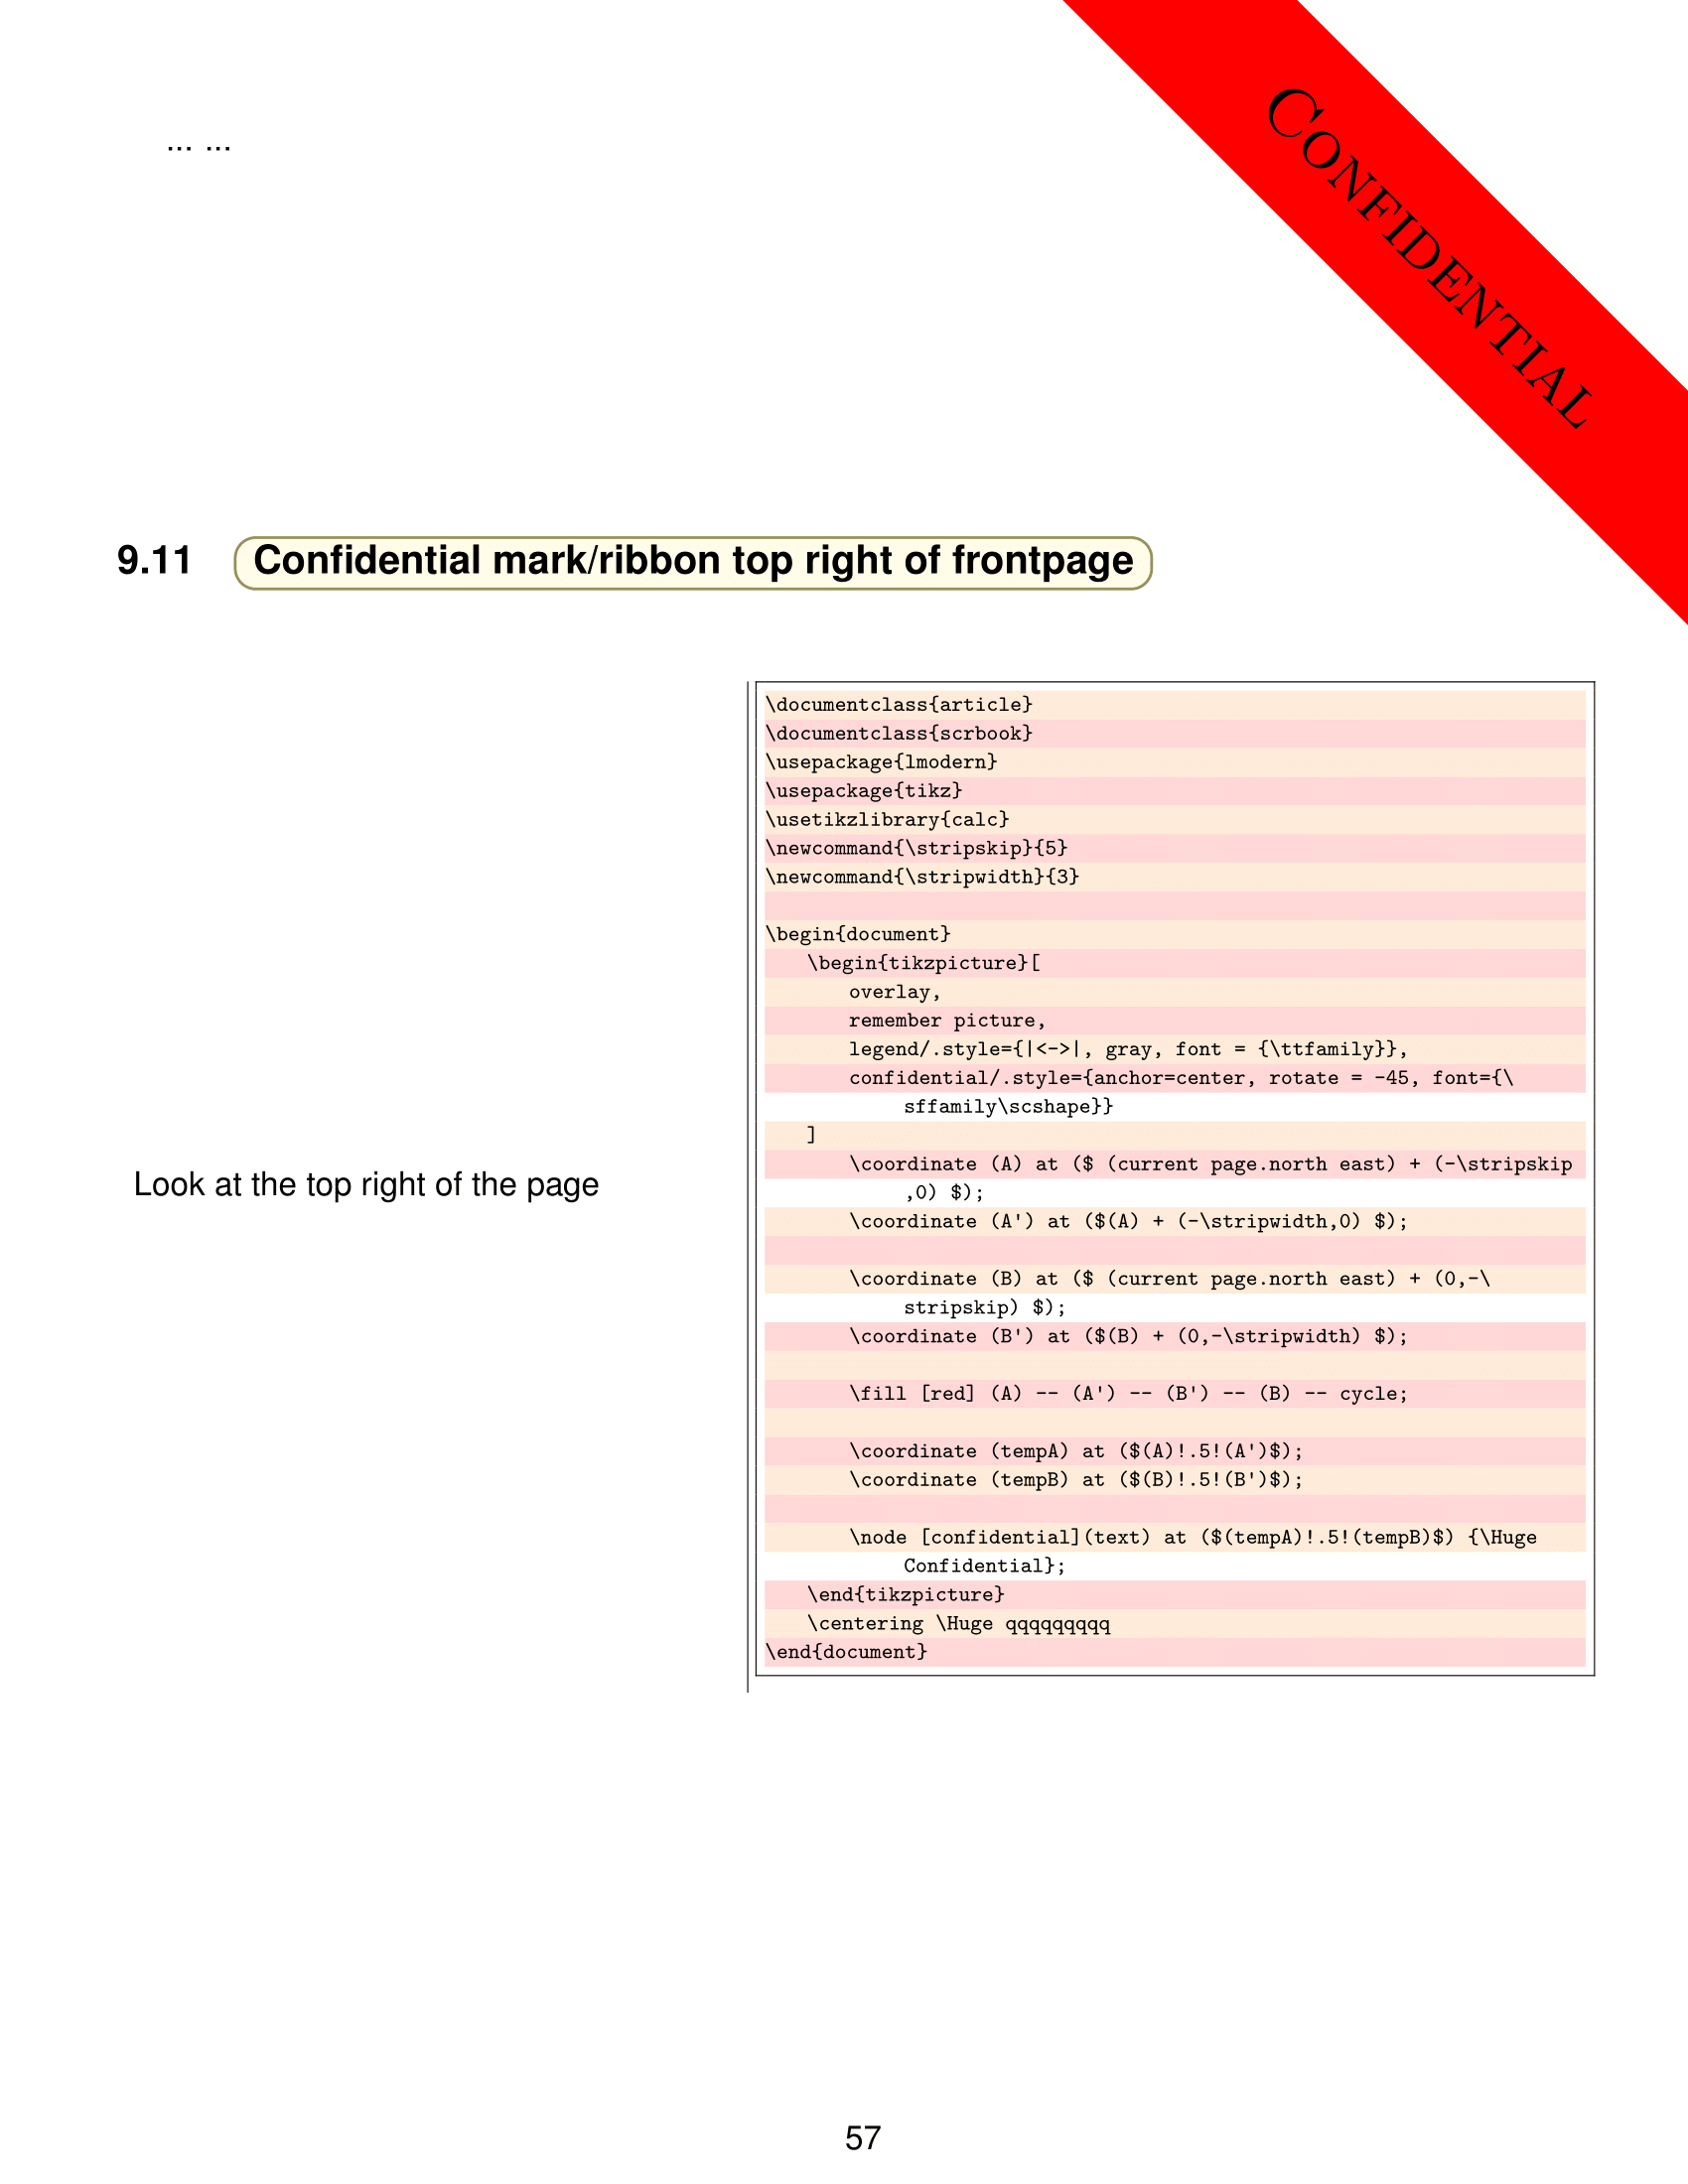 ... ...
Confidential
9.11 Confidential mark/ribbon top right of frontpage
Look at the top right of the page
\documentclass{article}
\documentclass{scrbook}
\usepackage{lmodern}
\usepackage{tikz}
\usetikzlibrary{calc}
\newcommand{\stripskip}{5}
\newcommand{\stripwidth}{3}
\begin{document}
\begin{tikzpicture}[
overlay,
remember picture,
legend/.style={|<->|, gray, font = {\ttfamily}},
confidential/.style={anchor=center, rotate = -45, font={\
sffamily\scshape}}
]
\coordinate (A) at ($ (current page.north east) + (-\stripskip
,0) $);
\coordinate (A') at ($(A) + (-\stripwidth,0) $);
\coordinate (B) at ($ (current page.north east) + (0,-\
stripskip) $);
\coordinate (B') at ($(B) + (0,-\stripwidth) $);
\fill [red] (A) -- (A') -- (B') -- (B) -- cycle;
\coordinate (tempA) at ($(A)!.5!(A')$);
\coordinate (tempB) at ($(B)!.5!(B')$);
\node [confidential](text) at ($(tempA)!.5!(tempB)$) {\Huge
Confidential};
\end{tikzpicture}
\centering \Huge qqqqqqqqq
\end{document}
57